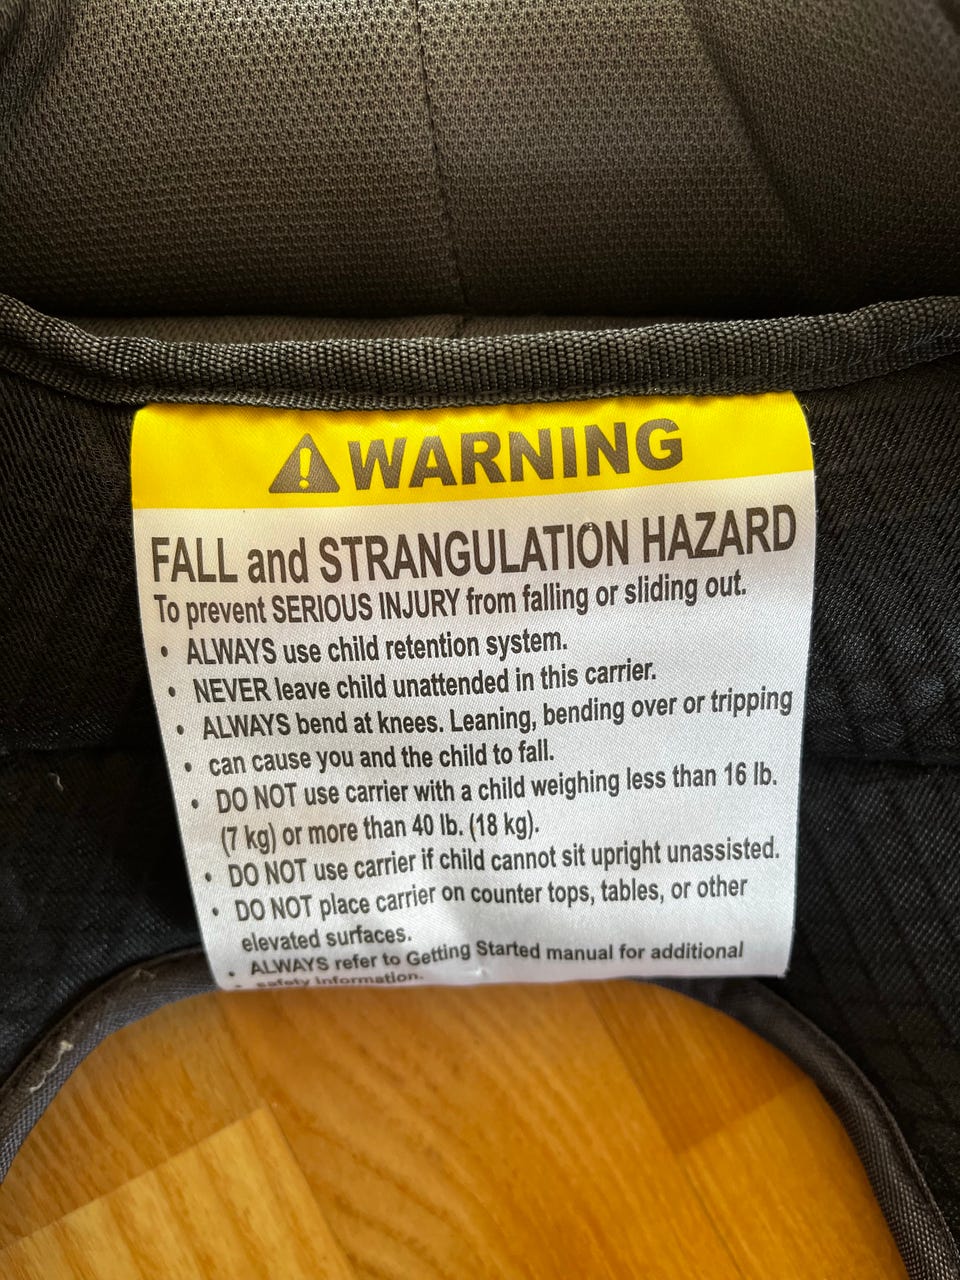 WARNING
FALL and STRANGULATION HAZARD
To prevent SERIOUS INJURY from falling or sliding out.
• ALWAYS use child retention system.
• NEVER leave child unattended in this carrier.
• ALWAYS bend at knees. Leaning, bending over or tripping
• can cause you and the child to fall.
• DO NOT use carrier with a child weighing less than 16 lb.
(7 kg) or more than 40 lb. (18 kg).
• DO NOT use carrier if child cannot sit upright unassisted.
• DO NOT place carrier on counter tops, tables, or other
elevated surfaces.
• ALWAYS refer to Getting Started manual for additional
• safety information.